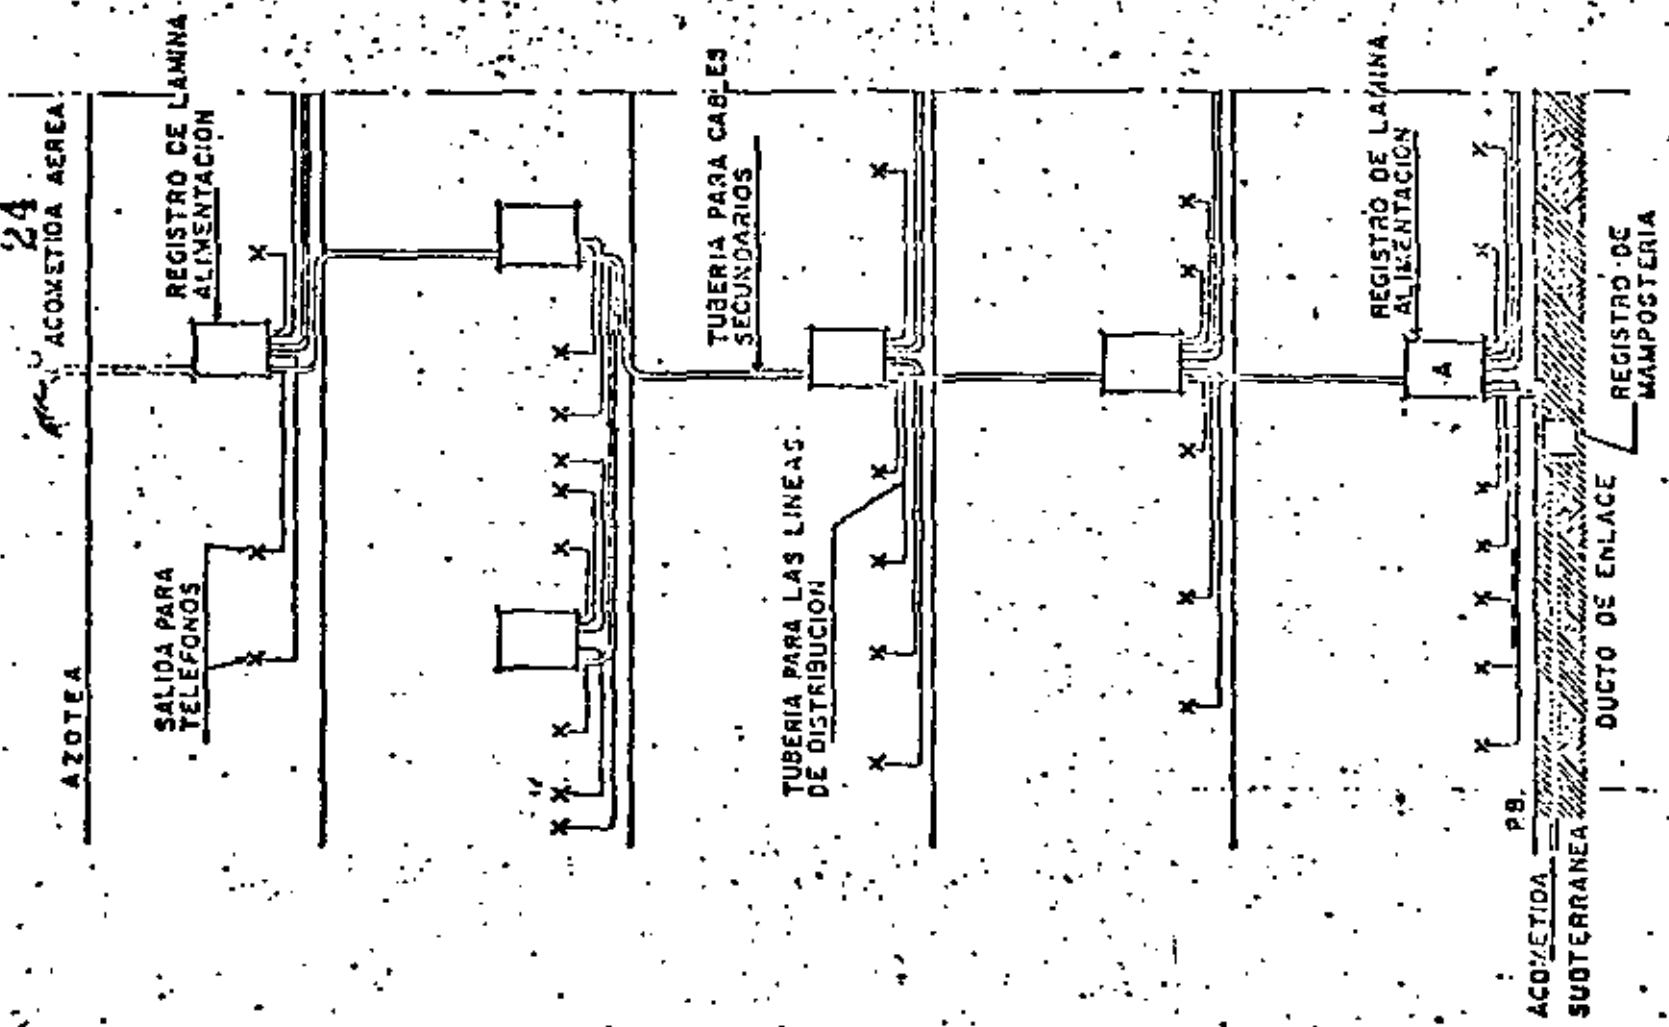 24
ACOMETIDA AEREA
AZOTEA
REGISTRO DE LAMINA
ALIMENTACION
SALIDA PARA
TELEFONOS
TUBERIA PARA CABLES
SECUNDARIOS
TUBERIA PARA LAS LINEAS
DE DISTRIBUCION
REGISTRO DE LAMINA
ALIMENTACION
A
P.B.
ACOMETIDA
SUBTERRANEA
DUCTO DE ENLACE
REGISTRO DE
MAMPOSTERIA